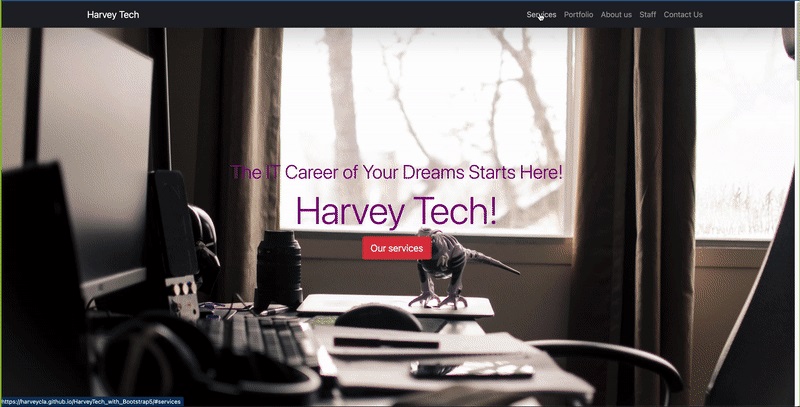 Harvey Tech
Services Portfolio About us Staff Contact Us
The IT Career of Your Dreams Starts Here!
Harvey Tech!
Our services
https://harveycla.github.io/HarveyTech_with_Bootstrap5/#services